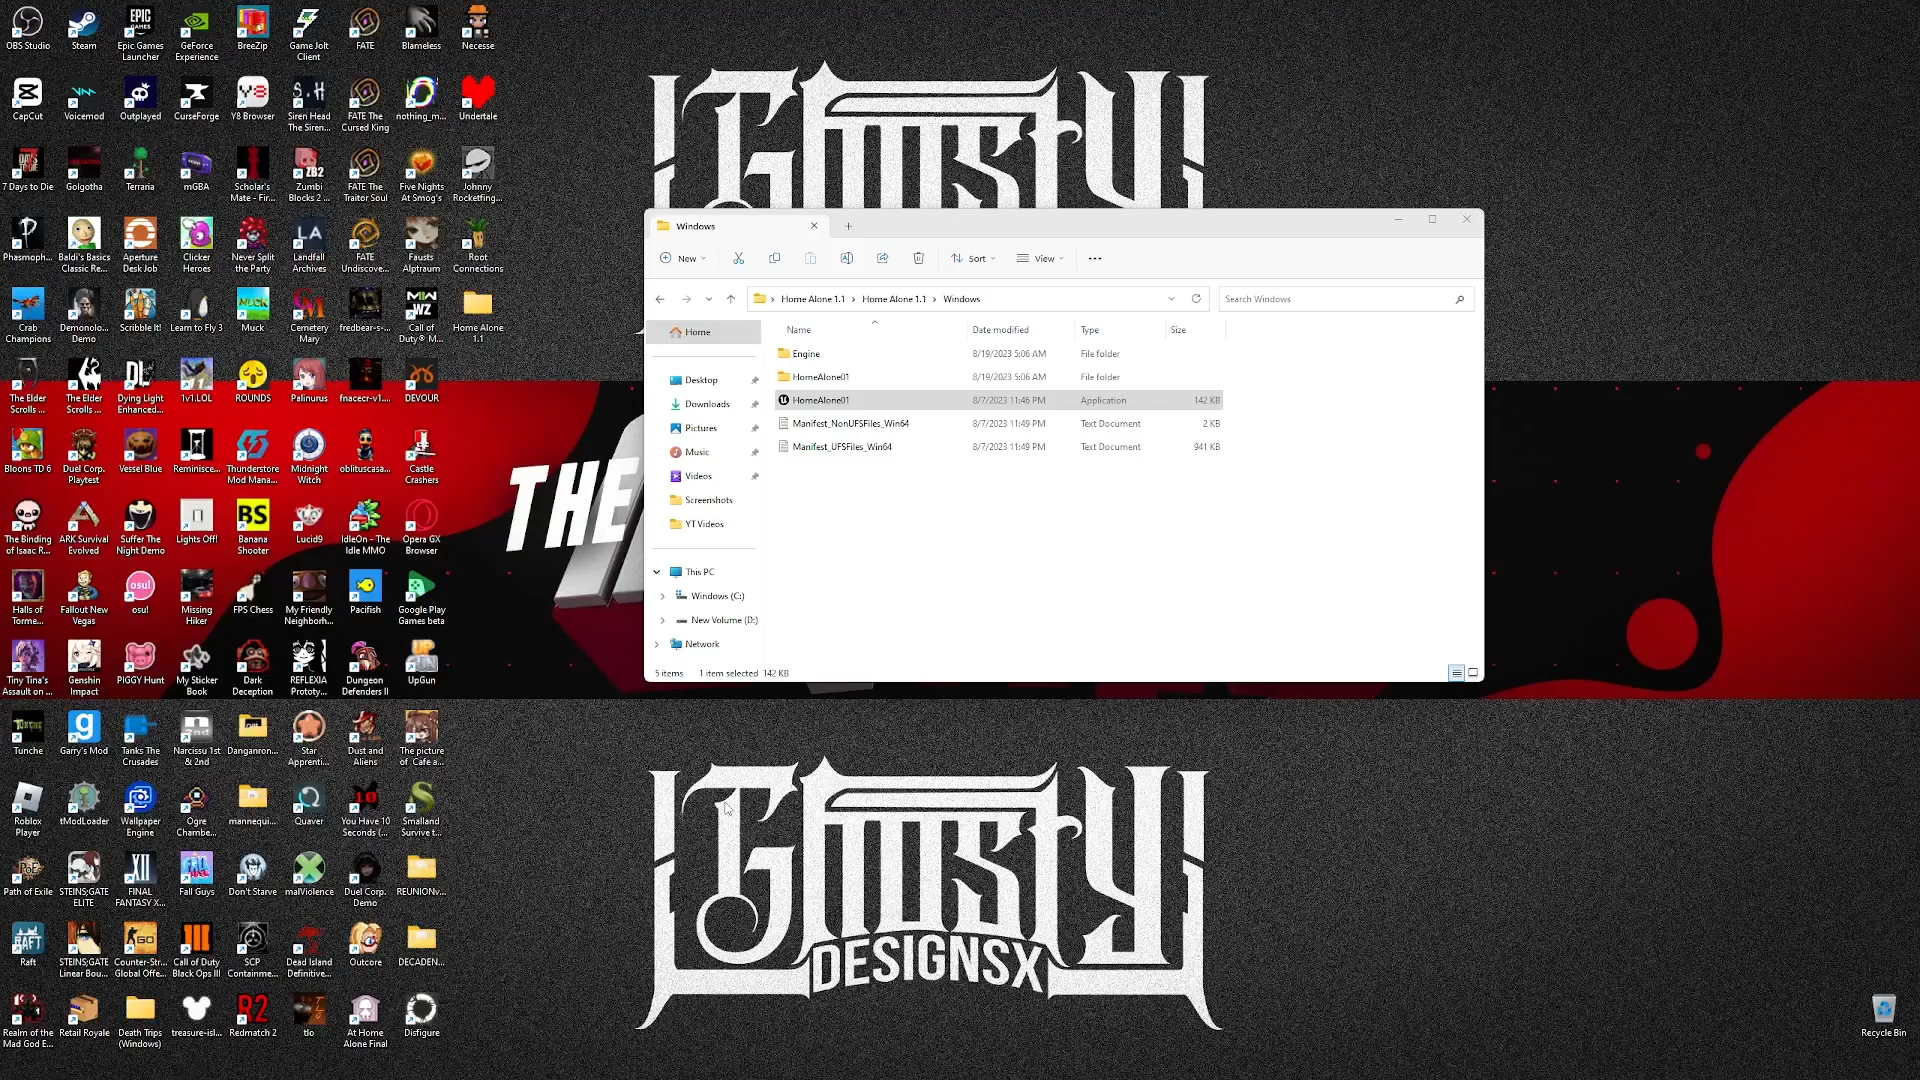 OBS Studio
Steam
Epic Games
Launcher
GeForce
Experience
BreeZip
Game Jolt
Client
FATE
Blameless
Necesse
CapCut
Voicemod
Outplayed
CurseForge
Y8 Browser
Siren Head
The Siren...
FATE The
Cursed King
nothing_m...
Undertale
7 Days to Die
Golgotha
Terraria
mGBA
Scholar's
Mate - Fir...
Zumbi
Blocks 2 ...
FATE The
Traitor Soul
Five Nights
At Smog's
Johnny
Rocketfing...
Phasmoph...
Baldi's Basics
Classic Re...
Aperture
Desk Job
Clicker
Heroes
Never Split
the Party
Landfall
Archives
FATE
Undiscove...
Fausts
Alptraum
Root
Connections
Crab
Champions
Demonolo...
Demo
Scribble It!
Learn to Fly 3
Muck
Cemetery
Mary
fredbear-s-...
Call of
Duty® M...
Home Alone
1.1
The Elder
Scrolls ...
The Elder
Scrolls ...
Dying Light
Enhanced...
1v1.LOL
ROUNDS
Palinurus
fnacecr-v1....
DEVOUR
Bloons TD 6
Duel Corp.
Playtest
Vessel Blue
Reminisce...
Thunderstore
Mod Mana...
Midnight
Witch
oblituscasa...
Castle
Crashers
The Binding
of Isaac R...
ARK Survival
Evolved
Suffer The
Night Demo
Lights Off!
Banana
Shooter
Lucid9
IdleOn - The
Idle MMO
Opera GX
Browser
Halls of
Torme...
Fallout New
Vegas
osu!
Missing
Hiker
FPS Chess
My Friendly
Neighborh...
Pacifish
Google Play
Games beta
Tiny Tina's
Assault on ...
Genshin
Impact
PIGGY Hunt
My Sticker
Book
Dark
Deception
REFLEXIA
Prototy...
Dungeon
Defenders II
UpGun
Tunche
Garry's Mod
Tanks The
Crusades
Narcissu 1st
& 2nd
Danganron...
Star
Apprenti...
Dust and
Aliens
The picture
of Cafe a...
Roblox
Player
tModLoader
Wallpaper
Engine
Ogre
Chambe...
mannequi...
Quaver
You Have 10
Seconds (...
Smalland
Survive t...
Path of Exile
STEINS;GATE
ELITE
FINAL
FANTASY X...
Fall Guys
Don't Starve
malViolence
Duel Corp.
Demo
REUNIONv...
Raft
STEINS;GATE
Linear Bou...
Counter-Str...
Global Offe...
Call of Duty
Black Ops III
SCP
Containme...
Dead Island
Definitive...
Outcore
DECADEN...
Realm of the
Mad God E...
Retail Royale
Death Trips
(Windows)
treasure-isl...
Redmatch 2
tlo
At Home
Alone Final
Disfigure
GHOSTY
THE
Windows
New
Sort
View
Home Alone 1.1 > Home Alone 1.1 > Windows
Search Windows
Home
Desktop
Downloads
Pictures
Music
Videos
Screenshots
YT Videos
This PC
Windows (C:)
New Volume (D:)
Network
Name Date modified Type Size
Engine 8/19/2023 5:06 AM File folder
HomeAlone01 8/19/2023 5:06 AM File folder
HomeAlone01 8/7/2023 11:46 PM Application 142 KB
Manifest_NonUFSFiles_Win64 8/7/2023 11:49 PM Text Document 2 KB
Manifest_UFSFiles_Win64 8/7/2023 11:49 PM Text Document 941 KB
5 items 1 item selected 142 KB
GHOSTY
DESIGNSX
Recycle Bin